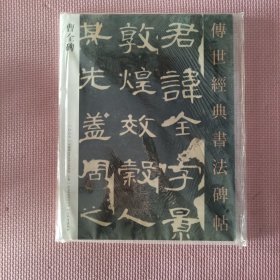 傳世經典書法碑帖
曹全碑
君諱全字景
敦煌效穀人
其先蓋周之